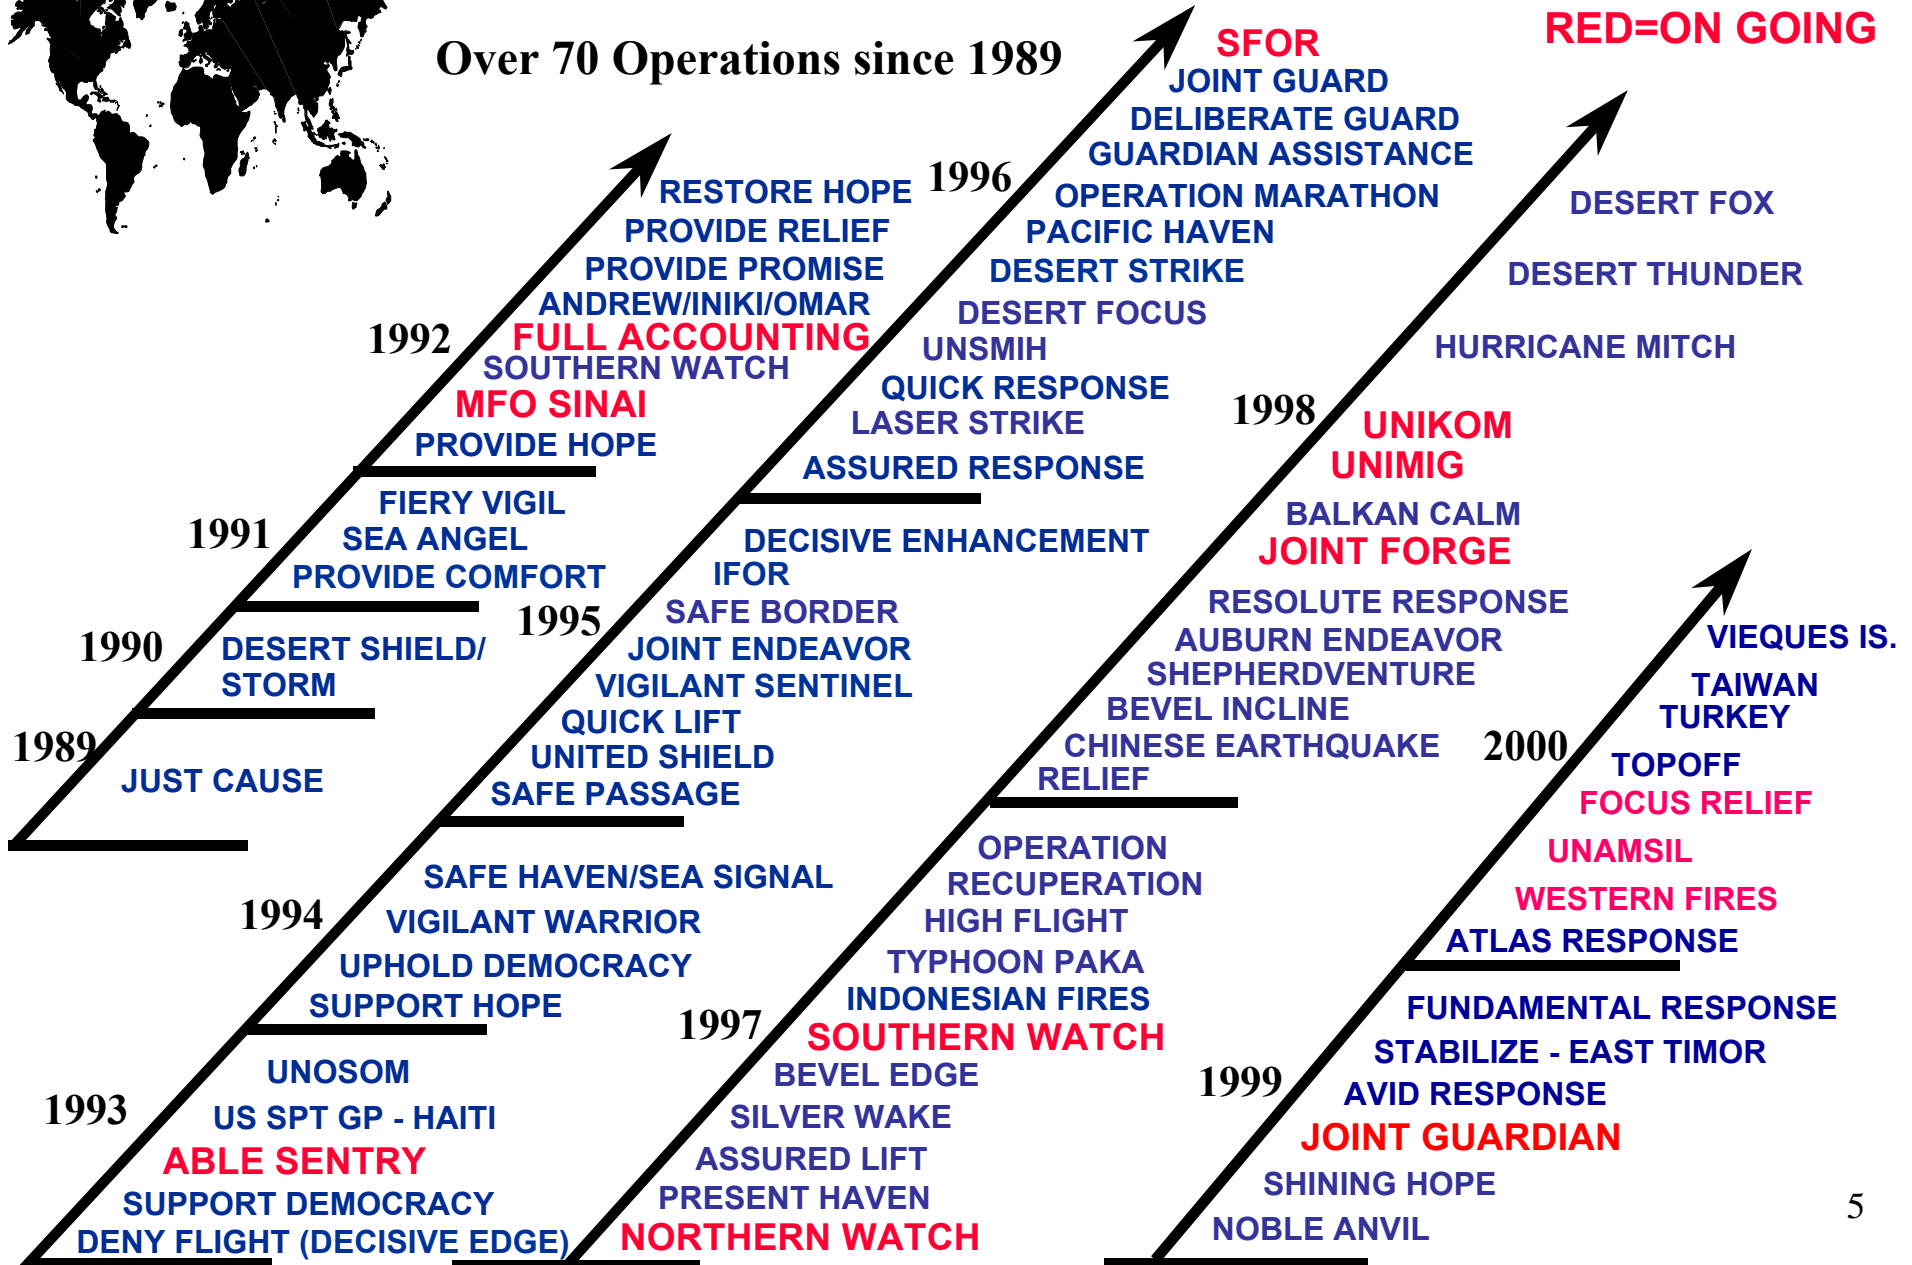 Over 70 Operations since 1989
RED=ON GOING
1992
RESTORE HOPE
PROVIDE RELIEF
PROVIDE PROMISE
ANDREW/INIKI/OMAR
FULL ACCOUNTING
SOUTHERN WATCH
MFO SINAI
PROVIDE HOPE
1991
FIERY VIGIL
SEA ANGEL
PROVIDE COMFORT
1990
DESERT SHIELD/
STORM
1989
JUST CAUSE
1996
SFOR
JOINT GUARD
DELIBERATE GUARD
GUARDIAN ASSISTANCE
OPERATION MARATHON
PACIFIC HAVEN
DESERT STRIKE
DESERT FOCUS
UNSMIH
QUICK RESPONSE
LASER STRIKE
ASSURED RESPONSE
1995
DECISIVE ENHANCEMENT
IFOR
SAFE BORDER
JOINT ENDEAVOR
VIGILANT SENTINEL
QUICK LIFT
UNITED SHIELD
SAFE PASSAGE
1994
SAFE HAVEN/SEA SIGNAL
VIGILANT WARRIOR
UPHOLD DEMOCRACY
SUPPORT HOPE
1993
UNOSOM
US SPT GP - HAITI
ABLE SENTRY
SUPPORT DEMOCRACY
DENY FLIGHT (DECISIVE EDGE)
1998
DESERT FOX
DESERT THUNDER
HURRICANE MITCH
UNIKOM
UNIMIG
BALKAN CALM
JOINT FORGE
RESOLUTE RESPONSE
AUBURN ENDEAVOR
SHEPHERDVENTURE
BEVEL INCLINE
CHINESE EARTHQUAKE
RELIEF
1997
OPERATION
RECUPERATION
HIGH FLIGHT
TYPHOON PAKA
INDONESIAN FIRES
SOUTHERN WATCH
BEVEL EDGE
SILVER WAKE
ASSURED LIFT
PRESENT HAVEN
NORTHERN WATCH
2000
VIEQUES IS.
TAIWAN
TURKEY
TOPOFF
FOCUS RELIEF
UNAMSIL
WESTERN FIRES
ATLAS RESPONSE
1999
FUNDAMENTAL RESPONSE
STABILIZE - EAST TIMOR
AVID RESPONSE
JOINT GUARDIAN
SHINING HOPE
NOBLE ANVIL
5